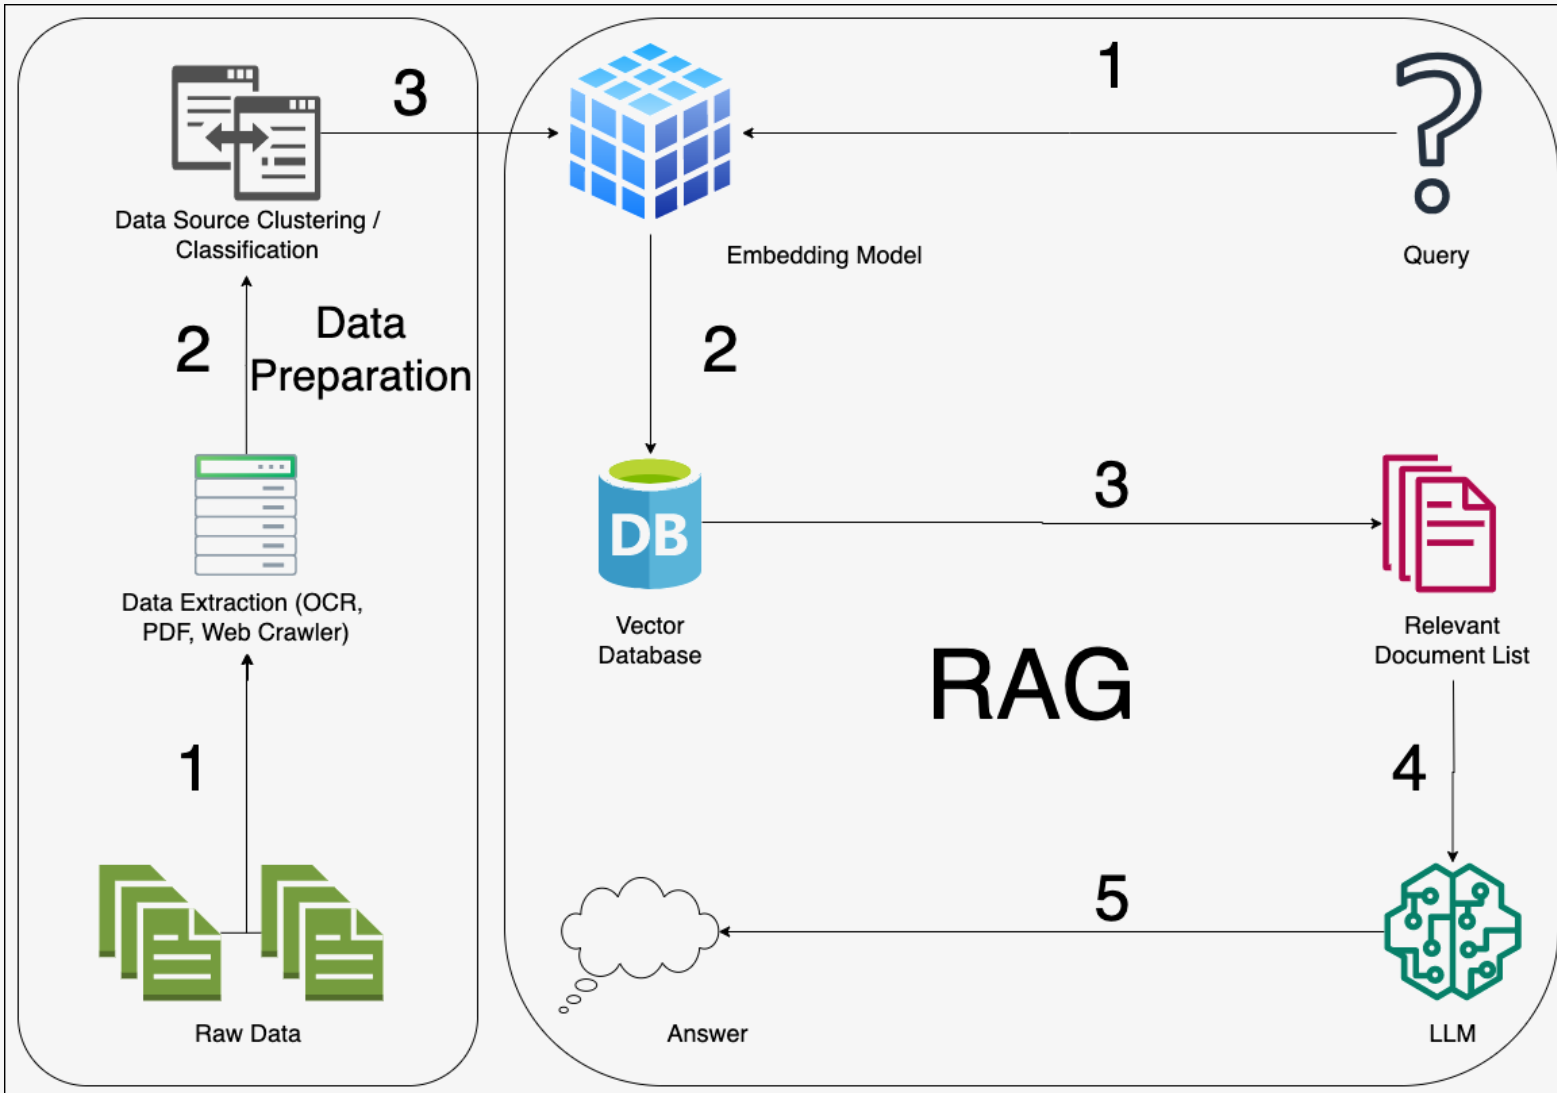 3
Data Source Clustering /
Classification
2
Data
Preparation
Data Extraction (OCR,
PDF, Web Crawler)
1
Raw Data
1
Embedding Model
Query
2
DB
Vector
Database
3
Relevant
Document List
RAG
4
5
Answer
LLM